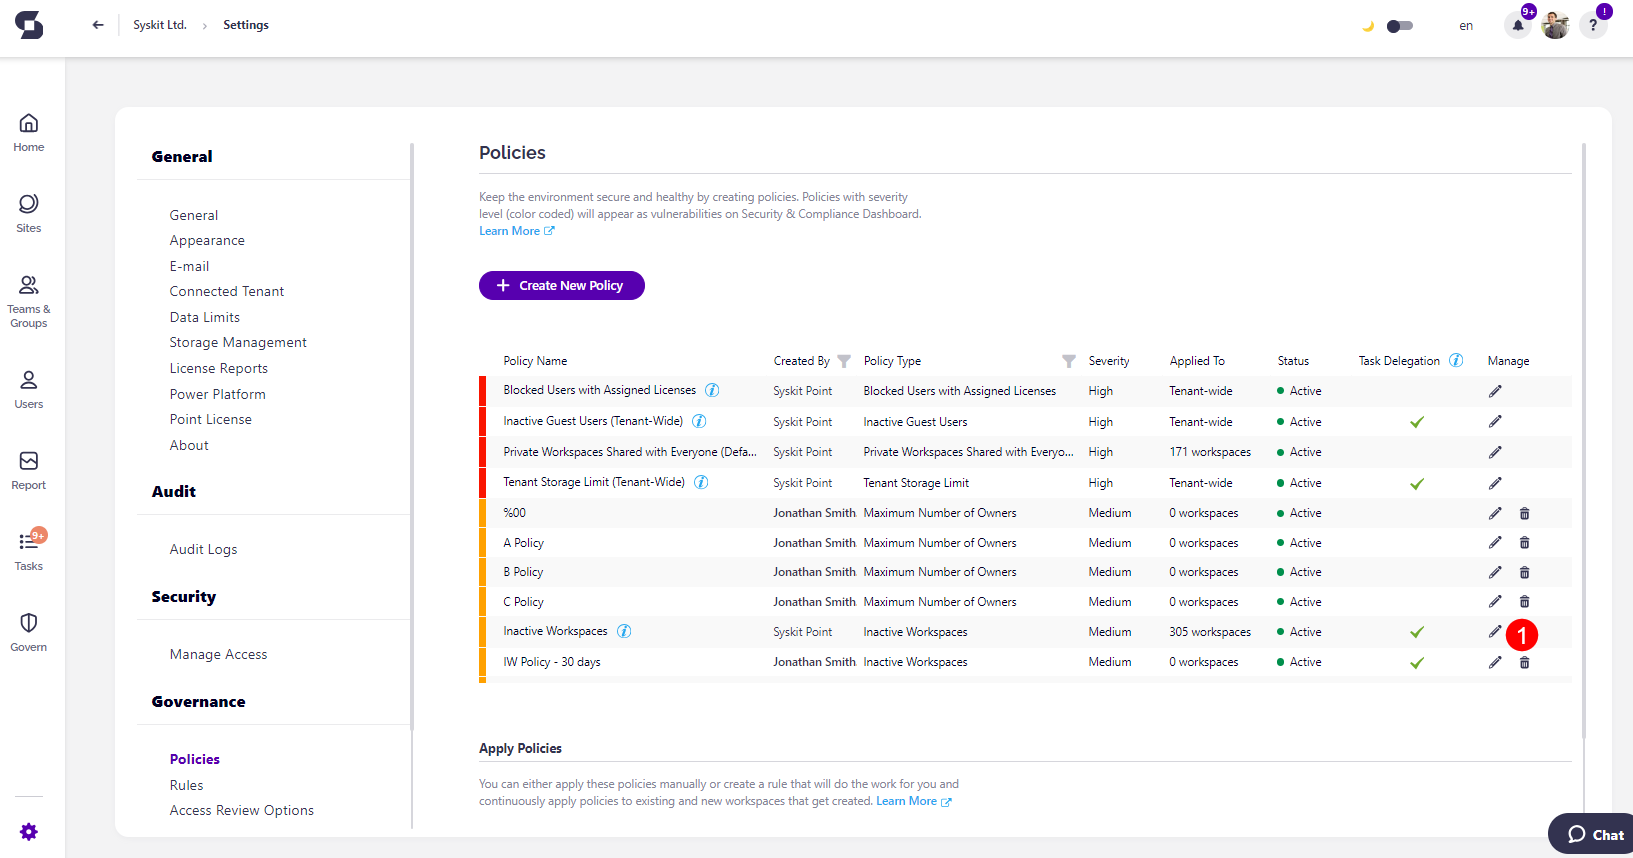 Syskit Ltd. › Settings
en
9+
!
?
Home
Sites
Teams &
Groups
Users
Report
9+
Tasks
Govern
General
General
Appearance
E-mail
Connected Tenant
Data Limits
Storage Management
License Reports
Power Platform
Point License
About
Audit
Audit Logs
Security
Manage Access
Governance
Policies
Rules
Access Review Options
Policies
Keep the environment secure and healthy by creating policies. Policies with severity
level (color coded) will appear as vulnerabilities on Security & Compliance Dashboard.
Learn More
+ Create New Policy
Policy Name Created By Policy Type Severity Applied To Status Task Delegation i Manage
Blocked Users with Assigned Licenses i Syskit Point Blocked Users with Assigned Licenses High Tenant-wide Active
Inactive Guest Users (Tenant-Wide) i Syskit Point Inactive Guest Users High Tenant-wide Active
Private Workspaces Shared with Everyone (Defa... Syskit Point Private Workspaces Shared with Everyo... High 171 workspaces Active
Tenant Storage Limit (Tenant-Wide) i Syskit Point Tenant Storage Limit High Tenant-wide Active
%00 Jonathan Smith. Maximum Number of Owners Medium 0 workspaces Active
A Policy Jonathan Smith. Maximum Number of Owners Medium 0 workspaces Active
B Policy Jonathan Smith. Maximum Number of Owners Medium 0 workspaces Active
C Policy Jonathan Smith. Maximum Number of Owners Medium 0 workspaces Active
Inactive Workspaces i Syskit Point Inactive Workspaces Medium 305 workspaces Active 1
IW Policy - 30 days Jonathan Smith. Inactive Workspaces Medium 0 workspaces Active
Apply Policies
You can either apply these policies manually or create a rule that will do the work for you and
continuously apply policies to existing and new workspaces that get created. Learn More
Chat